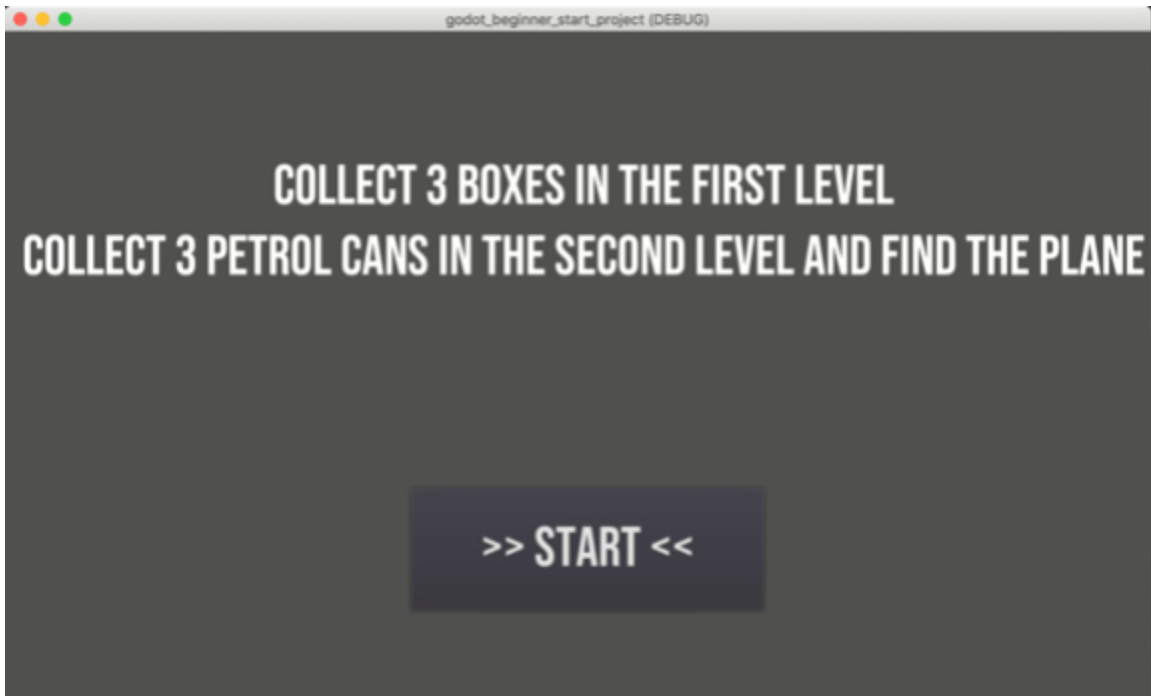 godot_beginner_start_project (DEBUG)
COLLECT 3 BOXES IN THE FIRST LEVEL
COLLECT 3 PETROL CANS IN THE SECOND LEVEL AND FIND THE PLANE
>> START <<